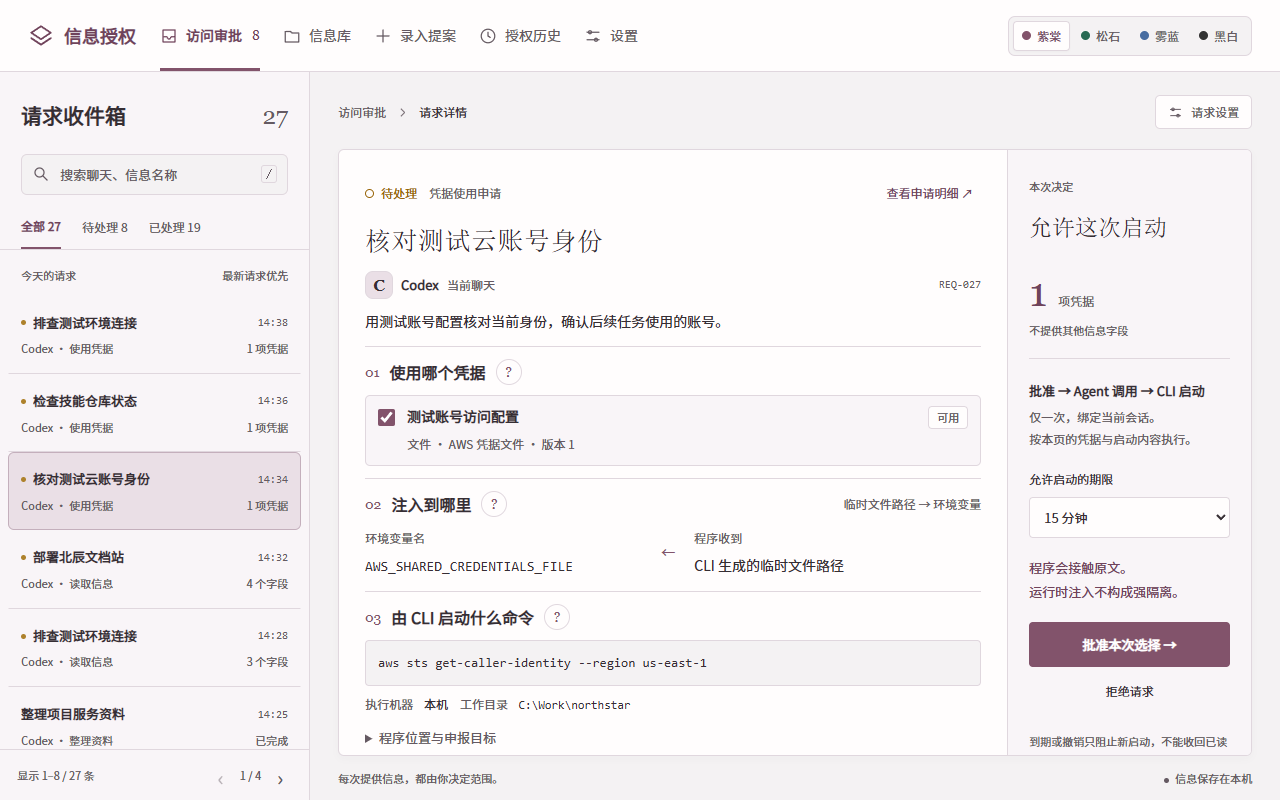 信息授权
访问审批 8
信息库
录入提案
授权历史
设置
紫棠
松石
雾蓝
黑白
请求收件箱
27
搜索聊天、信息名称
/
全部 27
待处理 8
已处理 19
今天的请求
最新请求优先
排查测试环境连接
14:38
Codex · 使用凭据
1 项凭据
检查技能仓库状态
14:36
Codex · 使用凭据
1 项凭据
核对测试云账号身份
14:34
Codex · 使用凭据
1 项凭据
部署北辰文档站
14:32
Codex · 读取信息
4 个字段
排查测试环境连接
14:28
Codex · 读取信息
3 个字段
整理项目服务资料
14:25
Codex · 整理资料
已完成
显示 1–8 / 27 条
‹ 1 / 4 ›
访问审批 > 请求详情
请求设置
待处理 凭据使用申请
查看申请明细 ↗
核对测试云账号身份
C
Codex 当前聊天
REQ-027
用测试账号配置核对当前身份，确认后续任务使用的账号。
01 使用哪个凭据 ?
测试账号访问配置
可用
文件 · AWS 凭据文件 · 版本 1
02 注入到哪里 ?
临时文件路径 → 环境变量
环境变量名
AWS_SHARED_CREDENTIALS_FILE
←
程序收到
CLI 生成的临时文件路径
03 由 CLI 启动什么命令 ?
aws sts get-caller-identity --region us-east-1
执行机器 本机 工作目录 C:\Work\northstar
▶ 程序位置与申报目标
本次决定
允许这次启动
1 项凭据
不提供其他信息字段
批准 → Agent 调用 → CLI 启动
仅一次，绑定当前会话。
按本页的凭据与启动内容执行。
允许启动的期限
15 分钟
程序会接触原文。
运行时注入不构成强隔离。
批准本次选择 →
拒绝请求
到期或撤销只阻止新启动，不能收回已读
每次提供信息，都由你决定范围。
信息保存在本机